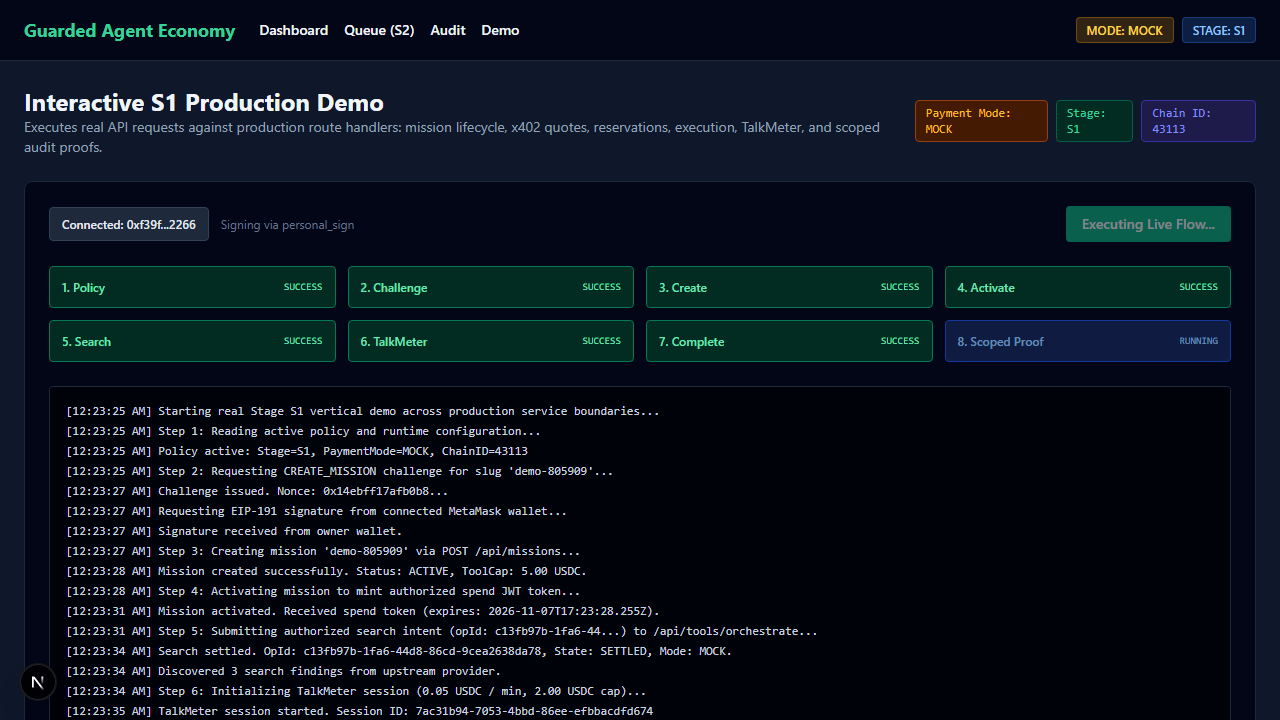 Guarded Agent Economy
Dashboard
Queue (S2)
Audit
Demo
MODE: MOCK
STAGE: S1
Interactive S1 Production Demo
Executes real API requests against production route handlers: mission lifecycle, x402 quotes, reservations, execution, TalkMeter, and scoped
audit proofs.
Payment Mode:
MOCK
Stage:
S1
Chain ID:
43113
Connected: 0xf39f...2266
Signing via personal_sign
Executing Live Flow...
1. Policy
SUCCESS
2. Challenge
SUCCESS
3. Create
SUCCESS
4. Activate
SUCCESS
5. Search
SUCCESS
6. TalkMeter
SUCCESS
7. Complete
SUCCESS
8. Scoped Proof
RUNNING
[12:23:25 AM] Starting real Stage S1 vertical demo across production service boundaries...
[12:23:25 AM] Step 1: Reading active policy and runtime configuration...
[12:23:25 AM] Policy active: Stage=S1, PaymentMode=MOCK, ChainID=43113
[12:23:25 AM] Step 2: Requesting CREATE_MISSION challenge for slug 'demo-805909'...
[12:23:27 AM] Challenge issued. Nonce: 0x14ebff17afb0b8...
[12:23:27 AM] Requesting EIP-191 signature from connected MetaMask wallet...
[12:23:27 AM] Signature received from owner wallet.
[12:23:27 AM] Step 3: Creating mission 'demo-805909' via POST /api/missions...
[12:23:28 AM] Mission created successfully. Status: ACTIVE, ToolCap: 5.00 USDC.
[12:23:28 AM] Step 4: Activating mission to mint authorized spend JWT token...
[12:23:31 AM] Mission activated. Received spend token (expires: 2026-11-07T17:23:28.255Z).
[12:23:31 AM] Step 5: Submitting authorized search intent (opId: c13fb97b-1fa6-44...) to /api/tools/orchestrate...
[12:23:34 AM] Search settled. OpId: c13fb97b-1fa6-44d8-86cd-9cea2638da78, State: SETTLED, Mode: MOCK.
[12:23:34 AM] Discovered 3 search findings from upstream provider.
[12:23:34 AM] Step 6: Initializing TalkMeter session (0.05 USDC / min, 2.00 USDC cap)...
[12:23:35 AM] TalkMeter session started. Session ID: 7ac31b94-7053-4bbd-86ee-efbbacdfd674
N